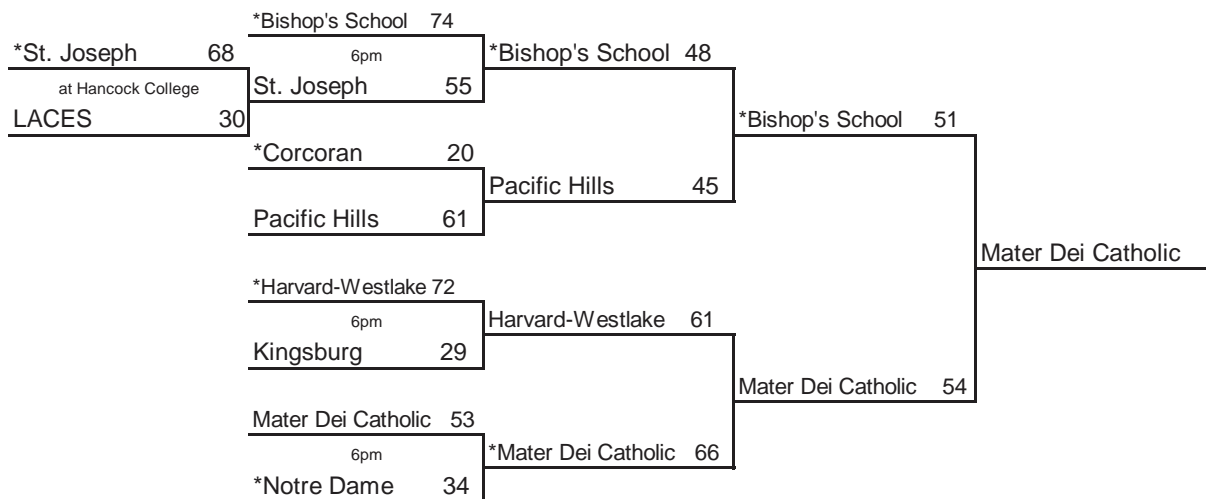 *Bishop's School 74
*St. Joseph 68
6pm
*Bishop's School 48
at Hancock College
St. Joseph 55
LACES 30
*Bishop's School 51
*Corcoran 20
Pacific Hills 45
Pacific Hills 61
Mater Dei Catholic
*Harvard-Westlake 72
6pm
Harvard-Westlake 61
Kingsburg 29
Mater Dei Catholic 54
Mater Dei Catholic 53
6pm
*Mater Dei Catholic 66
*Notre Dame 34